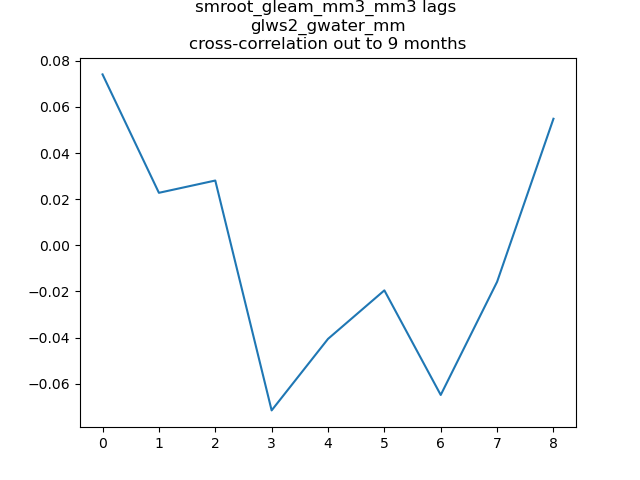 smroot_gleam_mm3_mm3 lags
glws2_gwater_mm
cross-correlation out to 9 months
0.08
0.06
0.04
0.02
0.00
−0.02
−0.04
−0.06
0 1 2 3 4 5 6 7 8